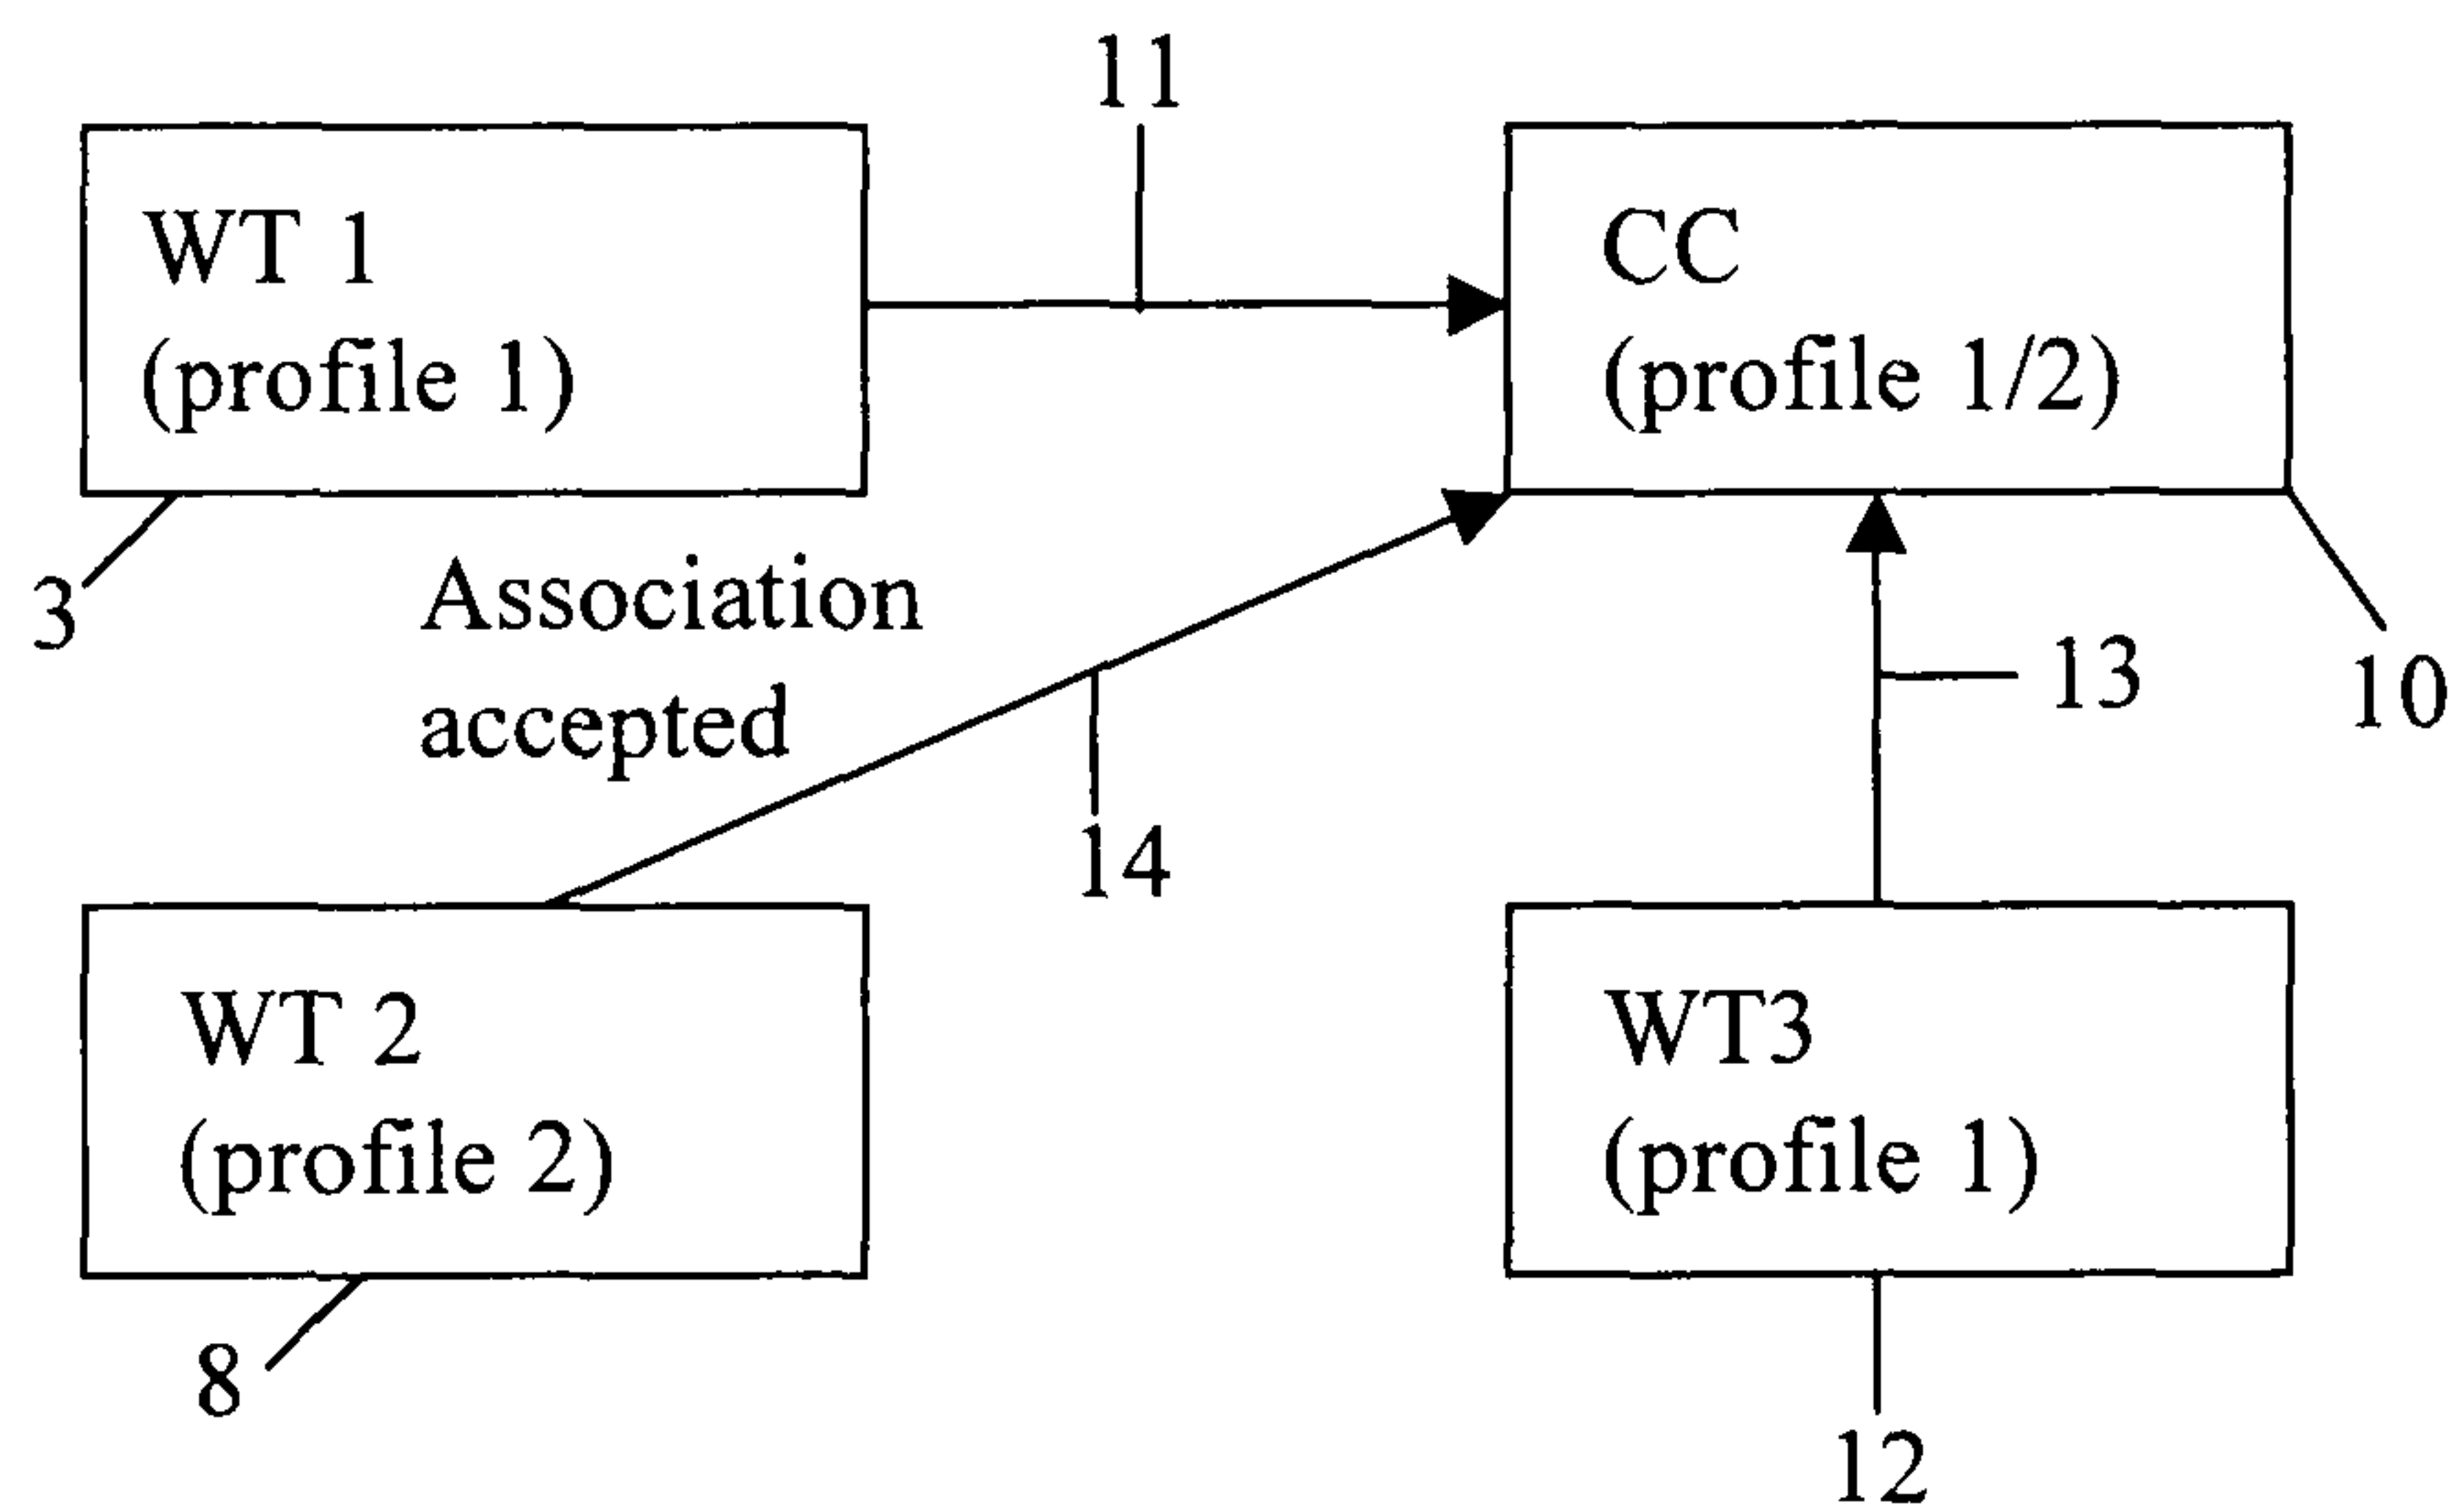 11
WT 1
(profile 1)
CC
(profile 1/2)
3
Association
accepted
13
10
14
WT 2
(profile 2)
WT3
(profile 1)
8
12